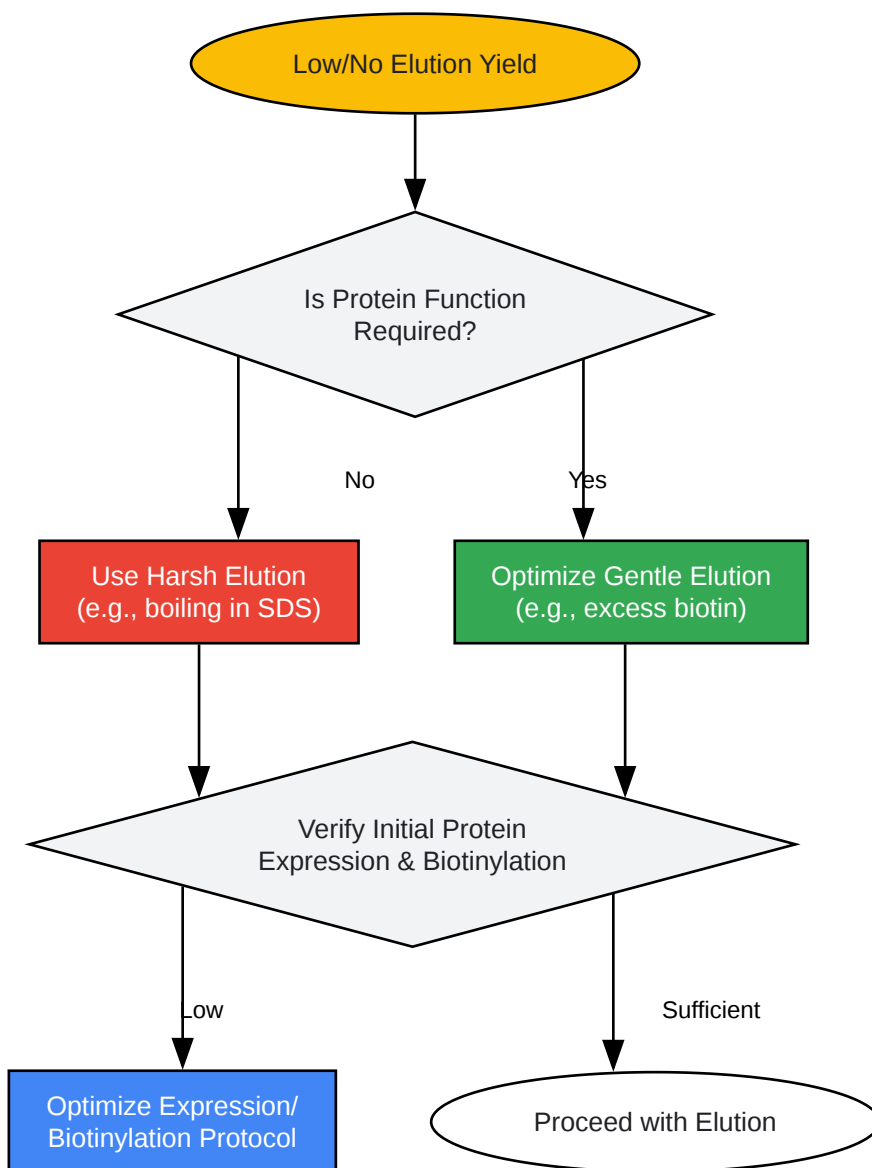 Low/No Elution Yield
Is Protein Function
Required?
No
Yes
Use Harsh Elution
(e.g., boiling in SDS)
Optimize Gentle Elution
(e.g., excess biotin)
Verify Initial Protein
Expression & Biotinylation
Low
Sufficient
Optimize Expression/
Biotinylation Protocol
Proceed with Elution